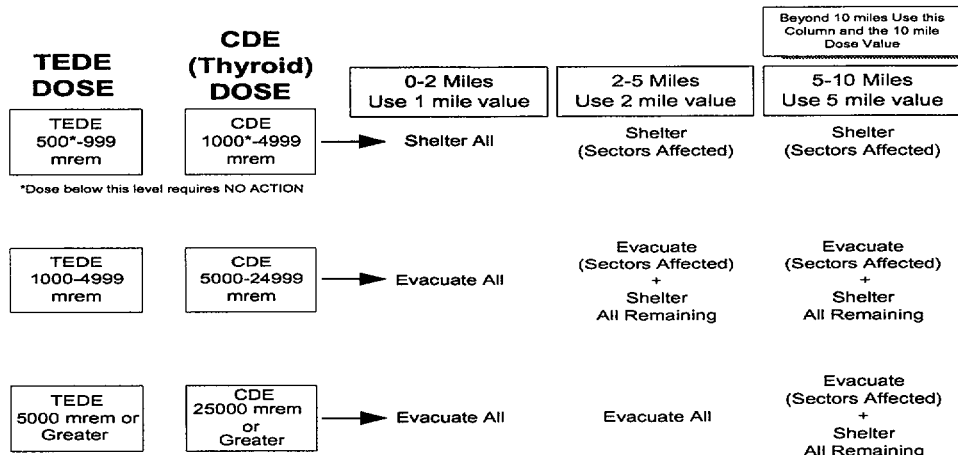 Beyond 10 miles Use this
Column and the 10 mile
Dose Value
TEDE
DOSE
CDE
(Thyroid)
DOSE
0-2 Miles
Use 1 mile value
2-5 Miles
Use 2 mile value
5-10 Miles
Use 5 mile value
TEDE
500*-999
mrem
CDE
1000*-4999
mrem
Shelter All
Shelter
(Sectors Affected)
Shelter
(Sectors Affected)
*Dose below this level requires NO ACTION
TEDE
1000-4999
mrem
CDE
5000-24999
mrem
Evacuate All
Evacuate
(Sectors Affected)
+
Shelter
All Remaining
Evacuate
(Sectors Affected)
+
Shelter
All Remaining
TEDE
5000 mrem or
Greater
CDE
25000 mrem
or
Greater
Evacuate All
Evacuate All
Evacuate
(Sectors Affected)
+
Shelter
All Remaining